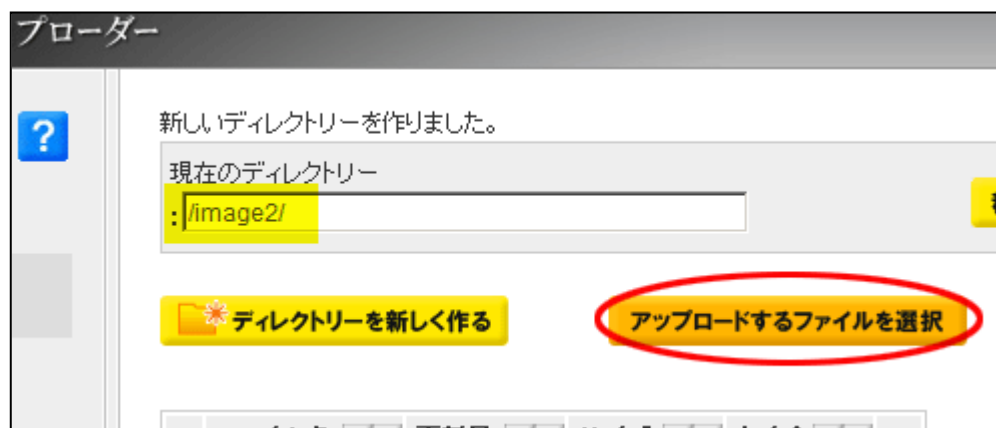 プローダー
?
新しいディレクトリーを作りました。
現在のディレクトリー
:/image2/
ディレクトリーを新しく作る
アップロードするファイルを選択